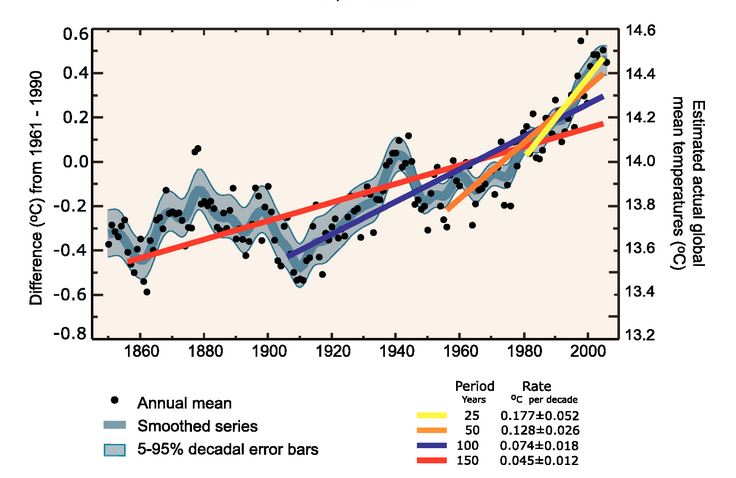 0.6
0.4
0.2
0.0
-0.2
-0.4
-0.6
-0.8
Difference (ºC) from 1961 - 1990
14.6
14.4
14.2
14.0
13.8
13.6
13.4
13.2
Estimated actual global
mean temperatures (ºC)
1860 1880 1900 1920 1940 1960 1980 2000
Annual mean
Smoothed series
5-95% decadal error bars
Period Rate
Years ºC per decade
25 0.177±0.052
50 0.128±0.026
100 0.074±0.018
150 0.045±0.012